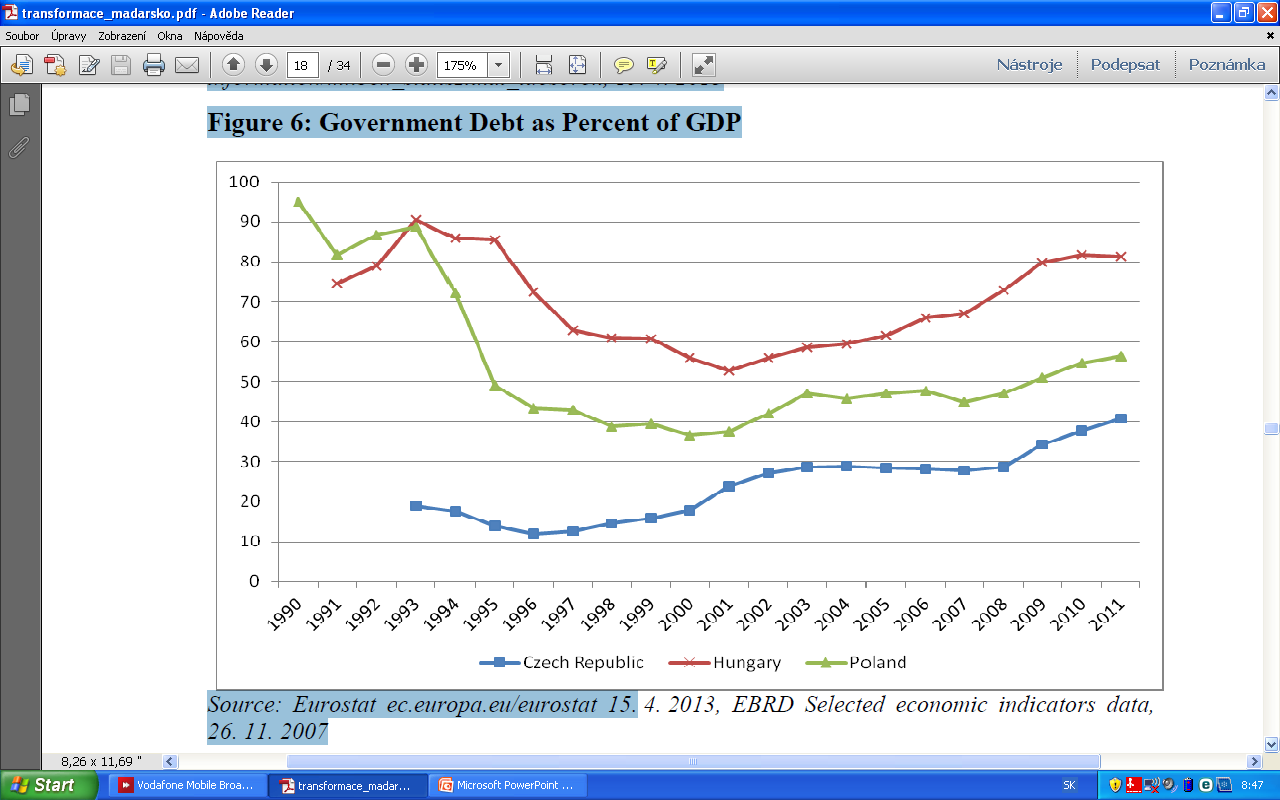 transformace_madarsko.pdf - Adobe Reader
Soubor Úpravy Zobrazení Okna Nápověda
18 / 34 175% Nástroje Podepsat Poznámka
Figure 6: Government Debt as Percent of GDP
100
90
80
70
60
50
40
30
20
10
0
1990 1991 1992 1993 1994 1995 1996 1997 1998 1999 2000 2001 2002 2003 2004 2005 2006 2007 2008 2009 2010 2011
Czech Republic Hungary Poland
Source: Eurostat ec.europa.eu/eurostat 15. 4. 2013, EBRD Selected economic indicators data,
26. 11. 2007
8,26 x 11,69 "
Start Vodafone Mobile Broa... transformace_madar... Microsoft PowerPoint ... SK 8:47